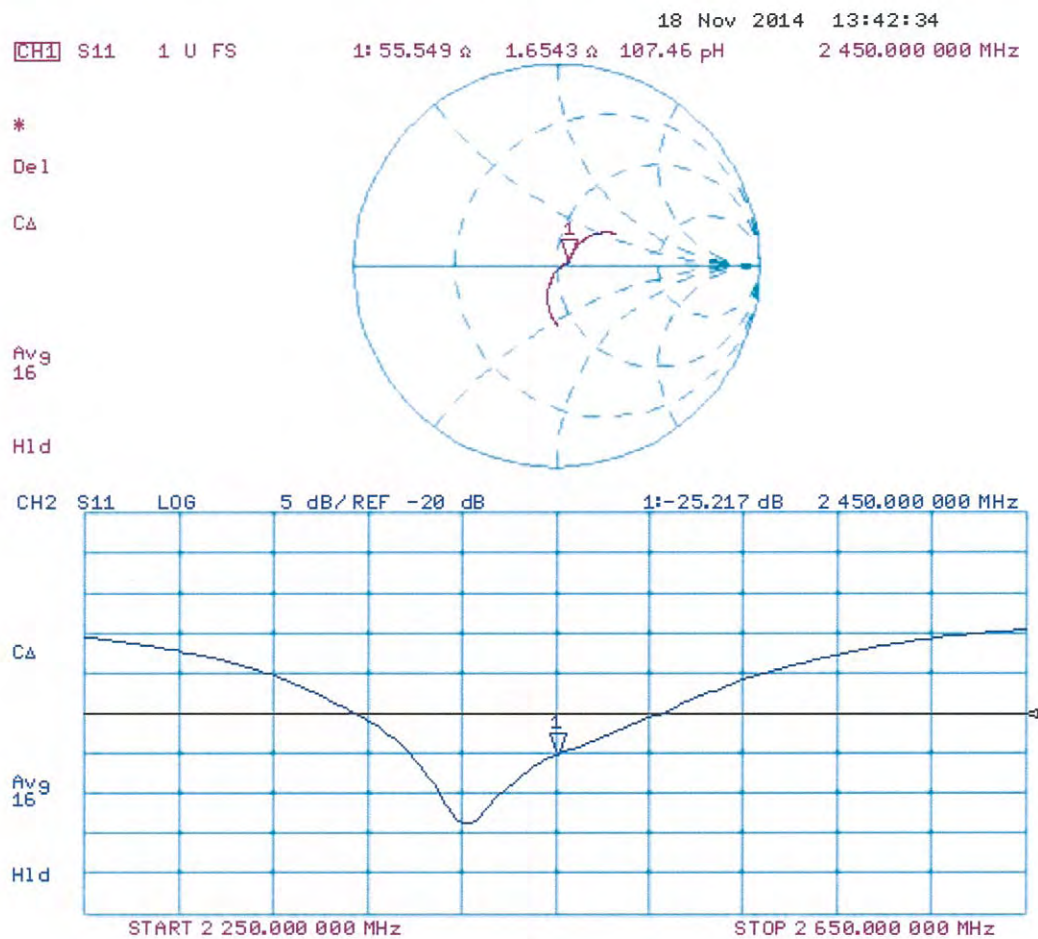 18 Nov 2014 13:42:34
CH1 S11 1 U FS 1: 55.549 Ω 1.6543 Ω 107.46 pH 2 450.000 000 MHz
*
Del
CΔ
1
Avg
16
Hld
CH2 S11 LOG 5 dB/REF -20 dB 1:-25.217 dB 2 450.000 000 MHz
CΔ
1
Avg
16
Hld
START 2 250.000 000 MHz STOP 2 650.000 000 MHz